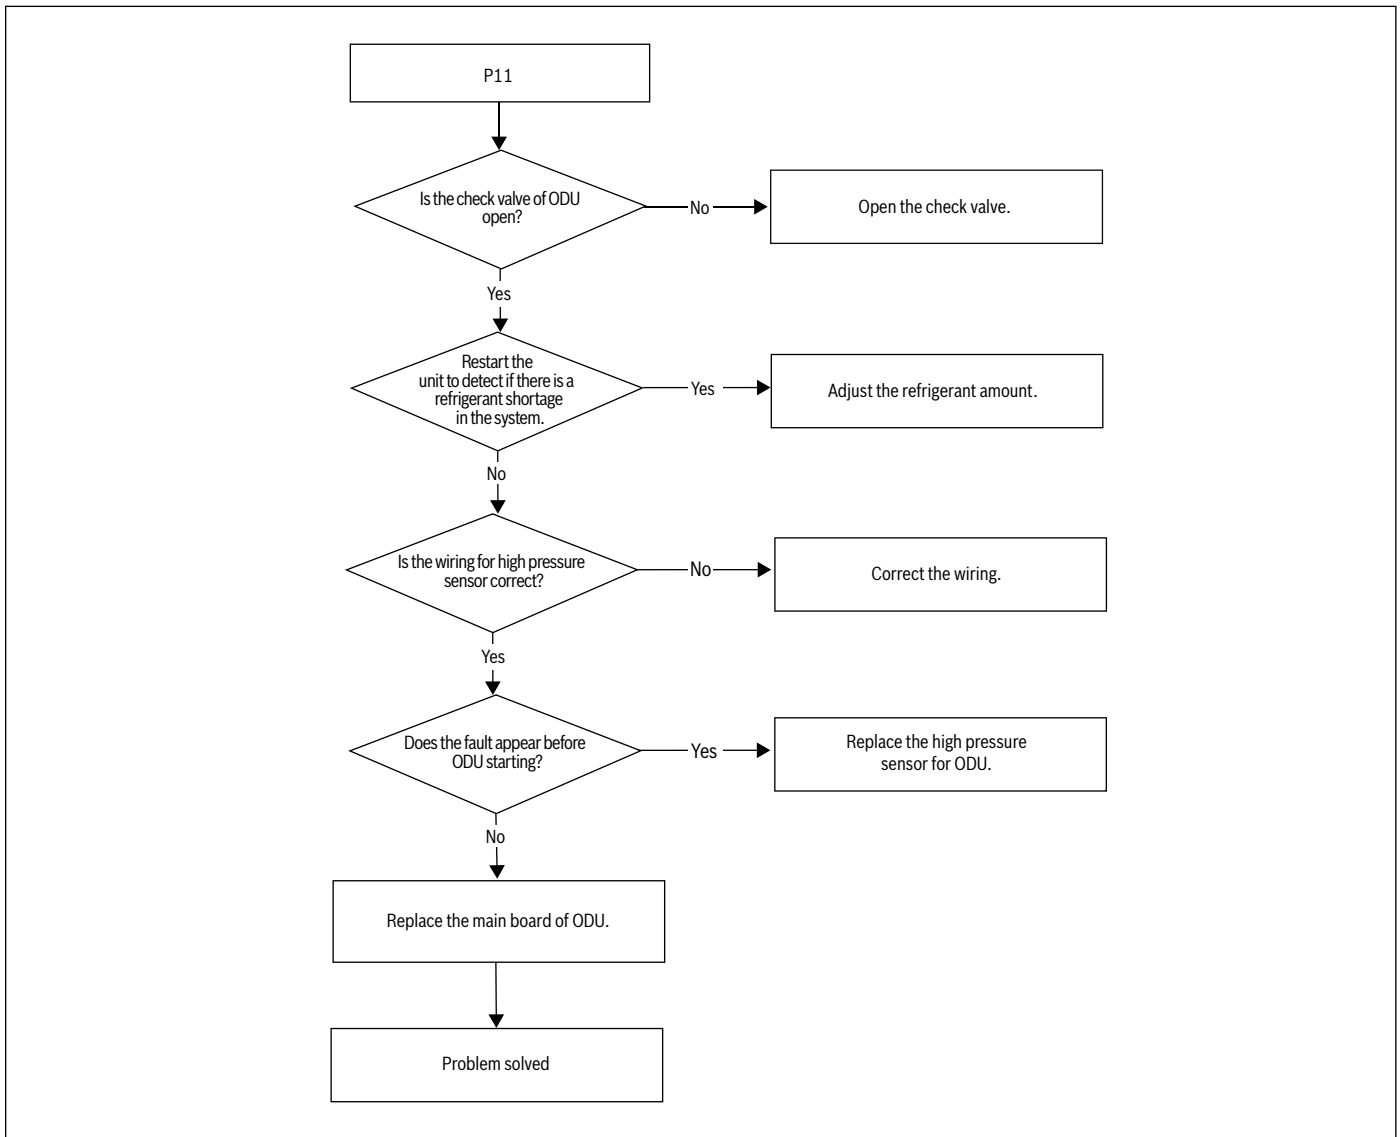 P11
Is the check valve of ODU
open?
No
Open the check valve.
Yes
Restart the
unit to detect if there is a
refrigerant shortage
in the system.
Yes
Adjust the refrigerant amount.
No
Is the wiring for high pressure
sensor correct?
No
Correct the wiring.
Yes
Does the fault appear before
ODU starting?
Yes
Replace the high pressure
sensor for ODU.
No
Replace the main board of ODU.
Problem solved